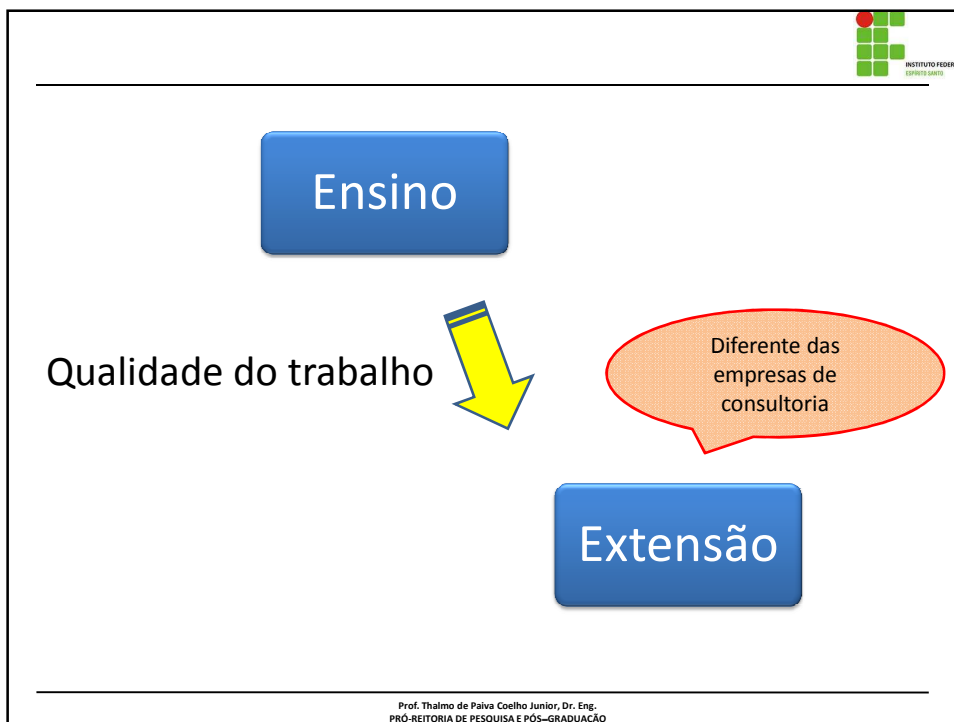 INSTITUTO FEDER
ESPÍRITO SANTO
Ensino
Qualidade do trabalho
Diferente das
empresas de
consultoria
Extensão
Prof. Thalmo de Paiva Coelho Junior, Dr. Eng.
PRÓ-REITORIA DE PESQUISA E PÓS–GRADUAÇÃO